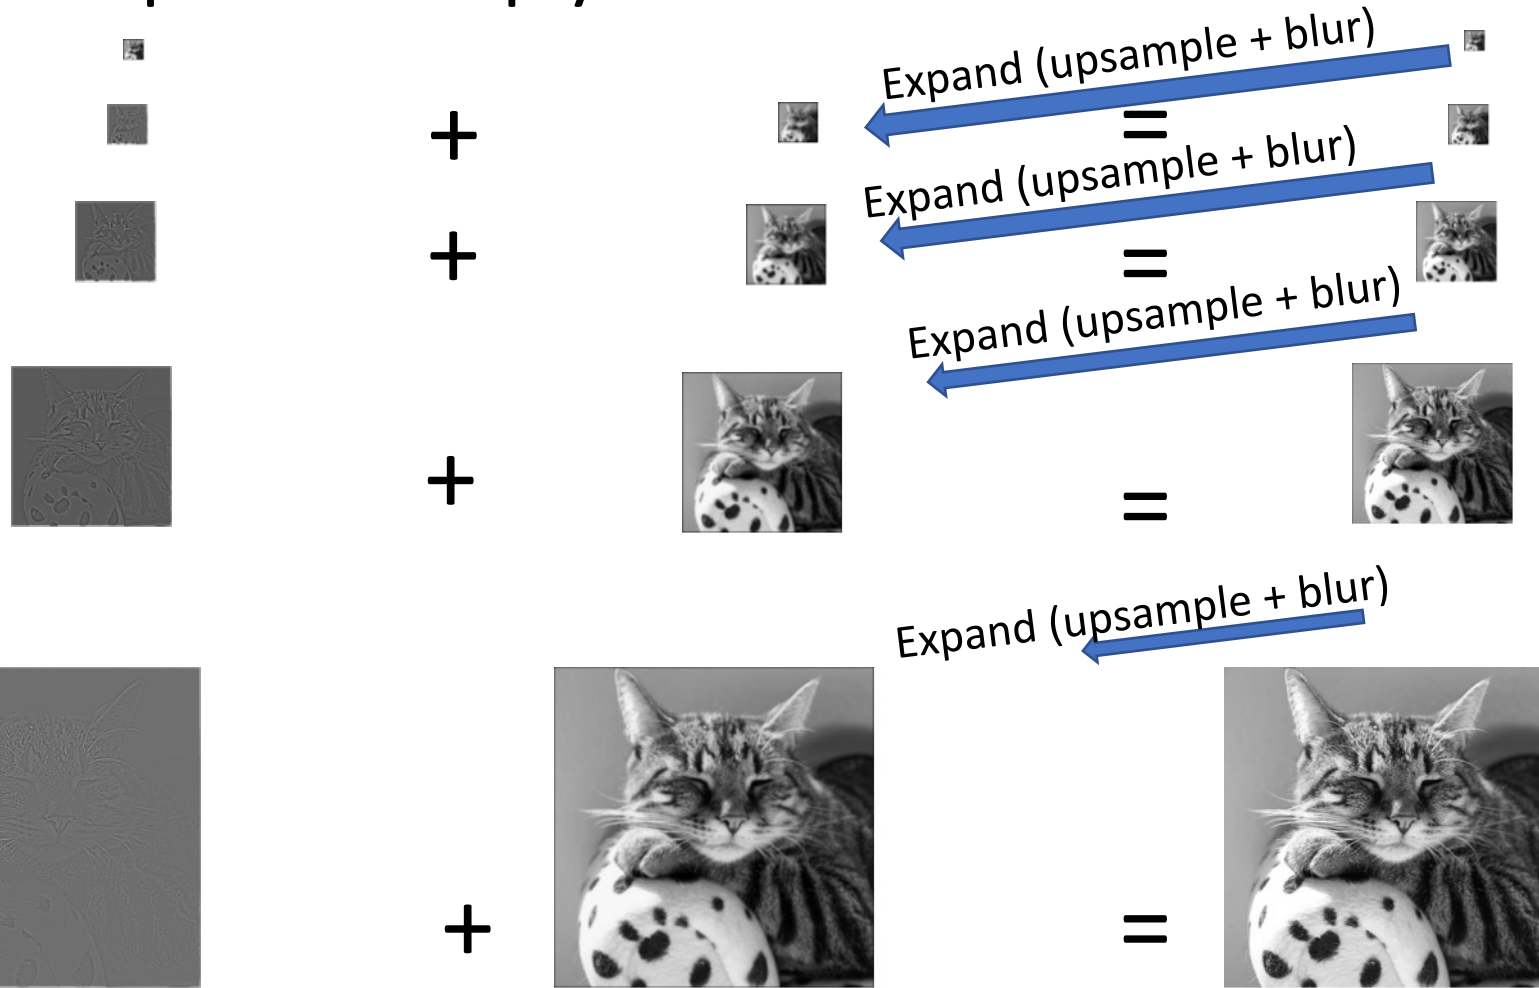 Expand (upsample + blur)
+ =
Expand (upsample + blur)
+ =
Expand (upsample + blur)
+ =
Expand (upsample + blur)
+ =